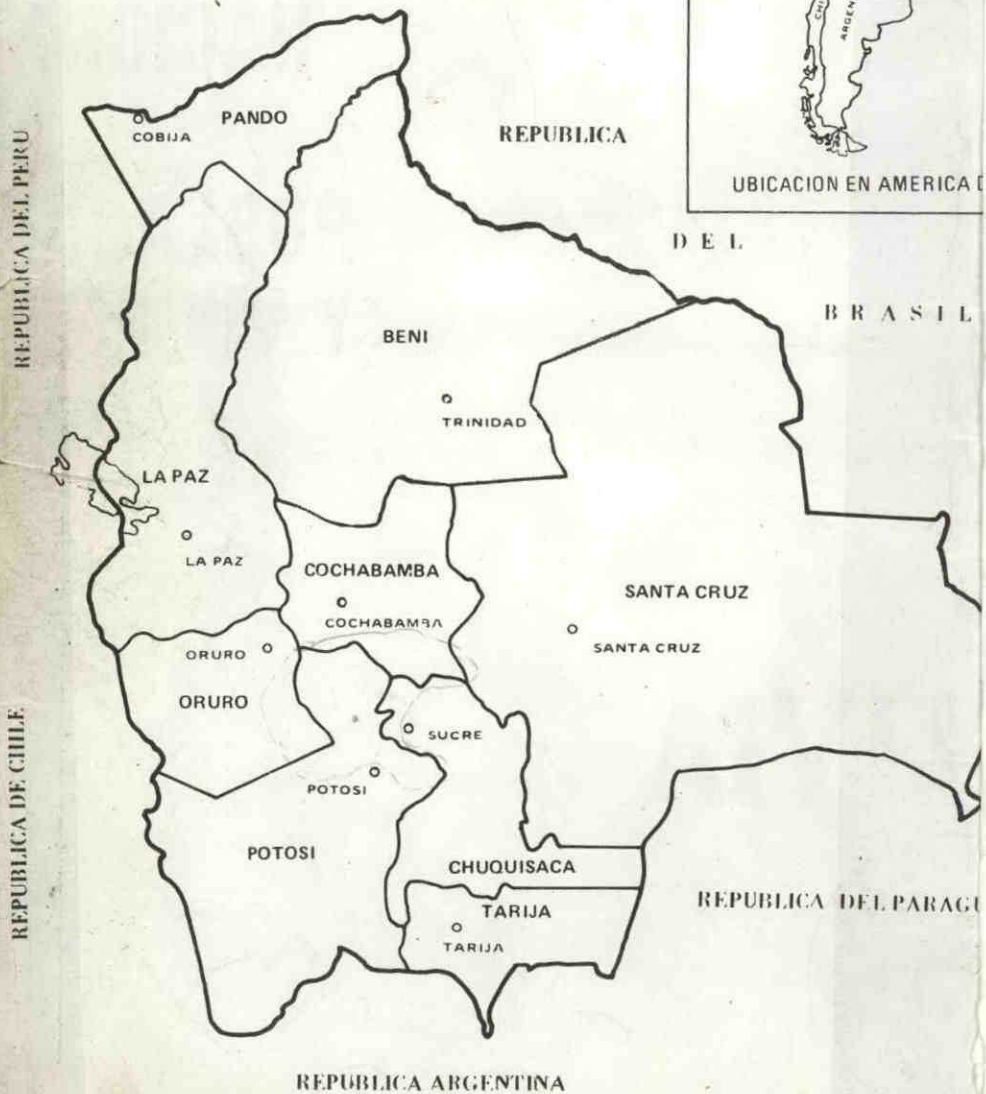 CHI
ARGEN
UBICACION EN AMERICA D
REPUBLICA DEL PERU
REPUBLICA
DEL
BRASIL
PANDO
COBIJA
BENI
TRINIDAD
LA PAZ
LA PAZ
COCHABAMBA
COCHABAMBA
SANTA CRUZ
SANTA CRUZ
ORURO
ORURO
SUCRE
POTOSI
POTOSI
CHUQUISACA
TARIJA
TARIJA
REPUBLICA DE CHILE
REPUBLICA DEL PARAGU
REPUBLICA ARGENTINA